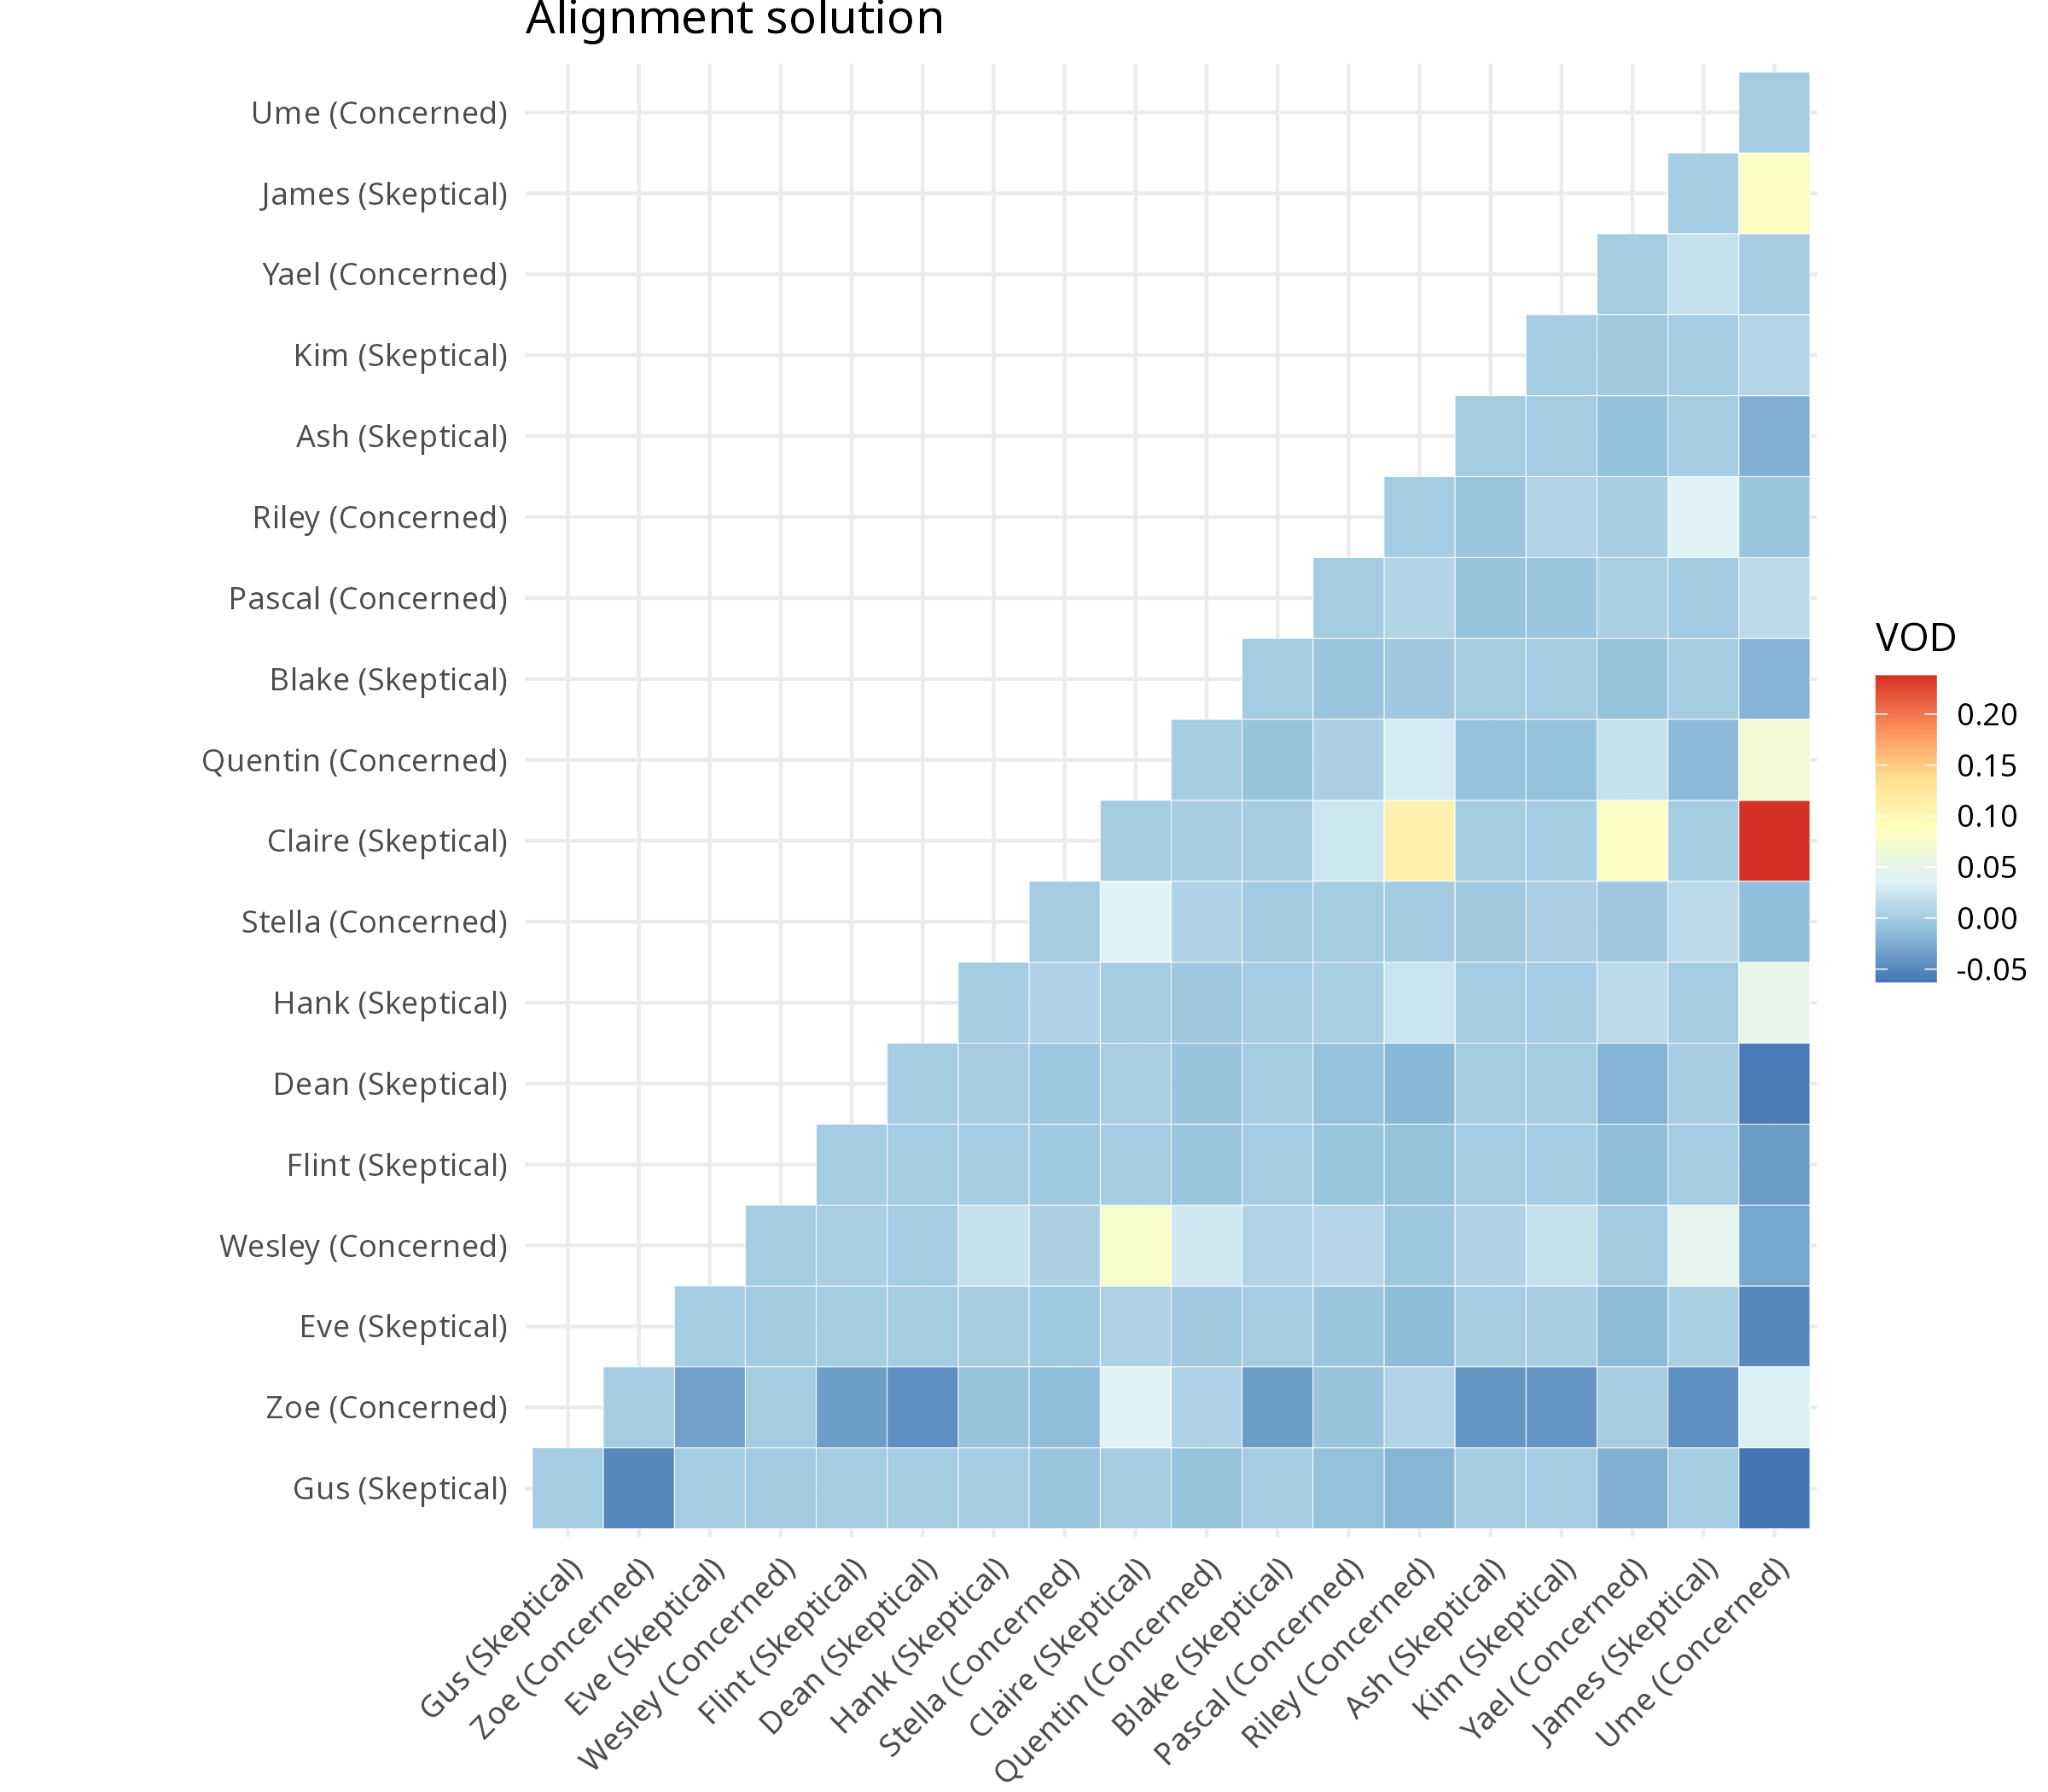 Alignment solution
Ume (Concerned)
James (Skeptical)
Yael (Concerned)
Kim (Skeptical)
Ash (Skeptical)
Riley (Concerned)
Pascal (Concerned)
Blake (Skeptical)
Quentin (Concerned)
Claire (Skeptical)
Stella (Concerned)
Hank (Skeptical)
Dean (Skeptical)
Flint (Skeptical)
Wesley (Concerned)
Eve (Skeptical)
Zoe (Concerned)
Gus (Skeptical)
Gus (Skeptical)
Zoe (Concerned)
Eve (Skeptical)
Wesley (Concerned)
Flint (Skeptical)
Dean (Skeptical)
Hank (Skeptical)
Stella (Concerned)
Claire (Skeptical)
Quentin (Concerned)
Blake (Skeptical)
Pascal (Concerned)
Riley (Concerned)
Ash (Skeptical)
Kim (Skeptical)
Yael (Concerned)
James (Skeptical)
Ume (Concerned)
VOD
0.20
0.15
0.10
0.05
0.00
-0.05